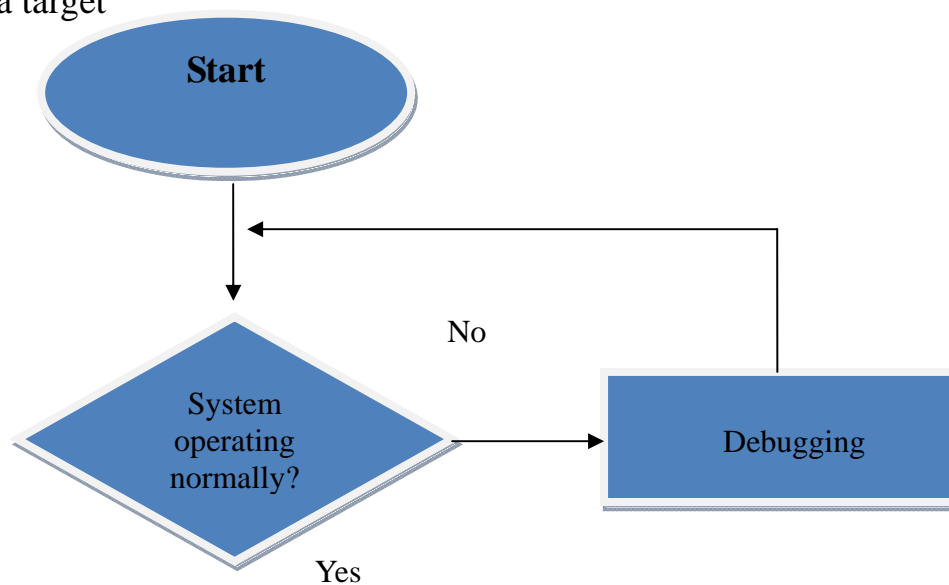 a target
Start
No
System
operating
normally?
Debugging
Yes